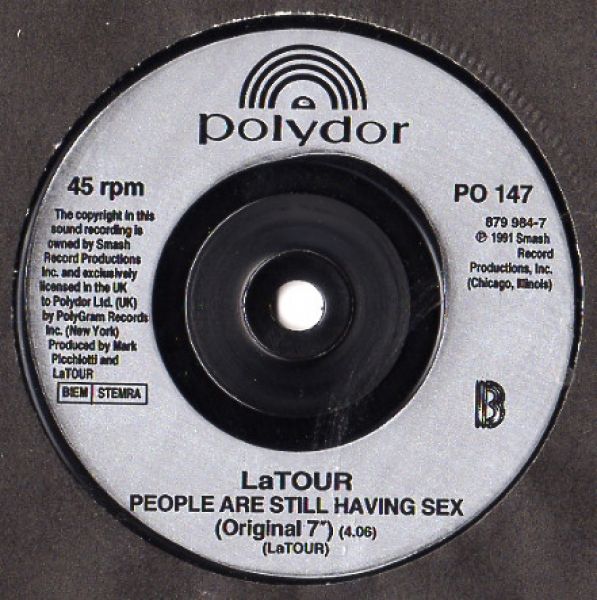 polydor
45 rpm
The copyright in this
sound recording is
owned by Smash
Record Productions
Inc. and exclusively
licensed in the UK
to Polydor Ltd. (UK)
by PolyGram Records
Inc. (New York)
Produced by Mark
Picchiotti and
LaTOUR
BIEM STEMRA
PO 147
879 984-7
℗ 1991 Smash
Record
Productions, Inc.
(Chicago, Illinois)
B
LaTOUR
PEOPLE ARE STILL HAVING SEX
(Original 7″) (4.06)
(LaTOUR)